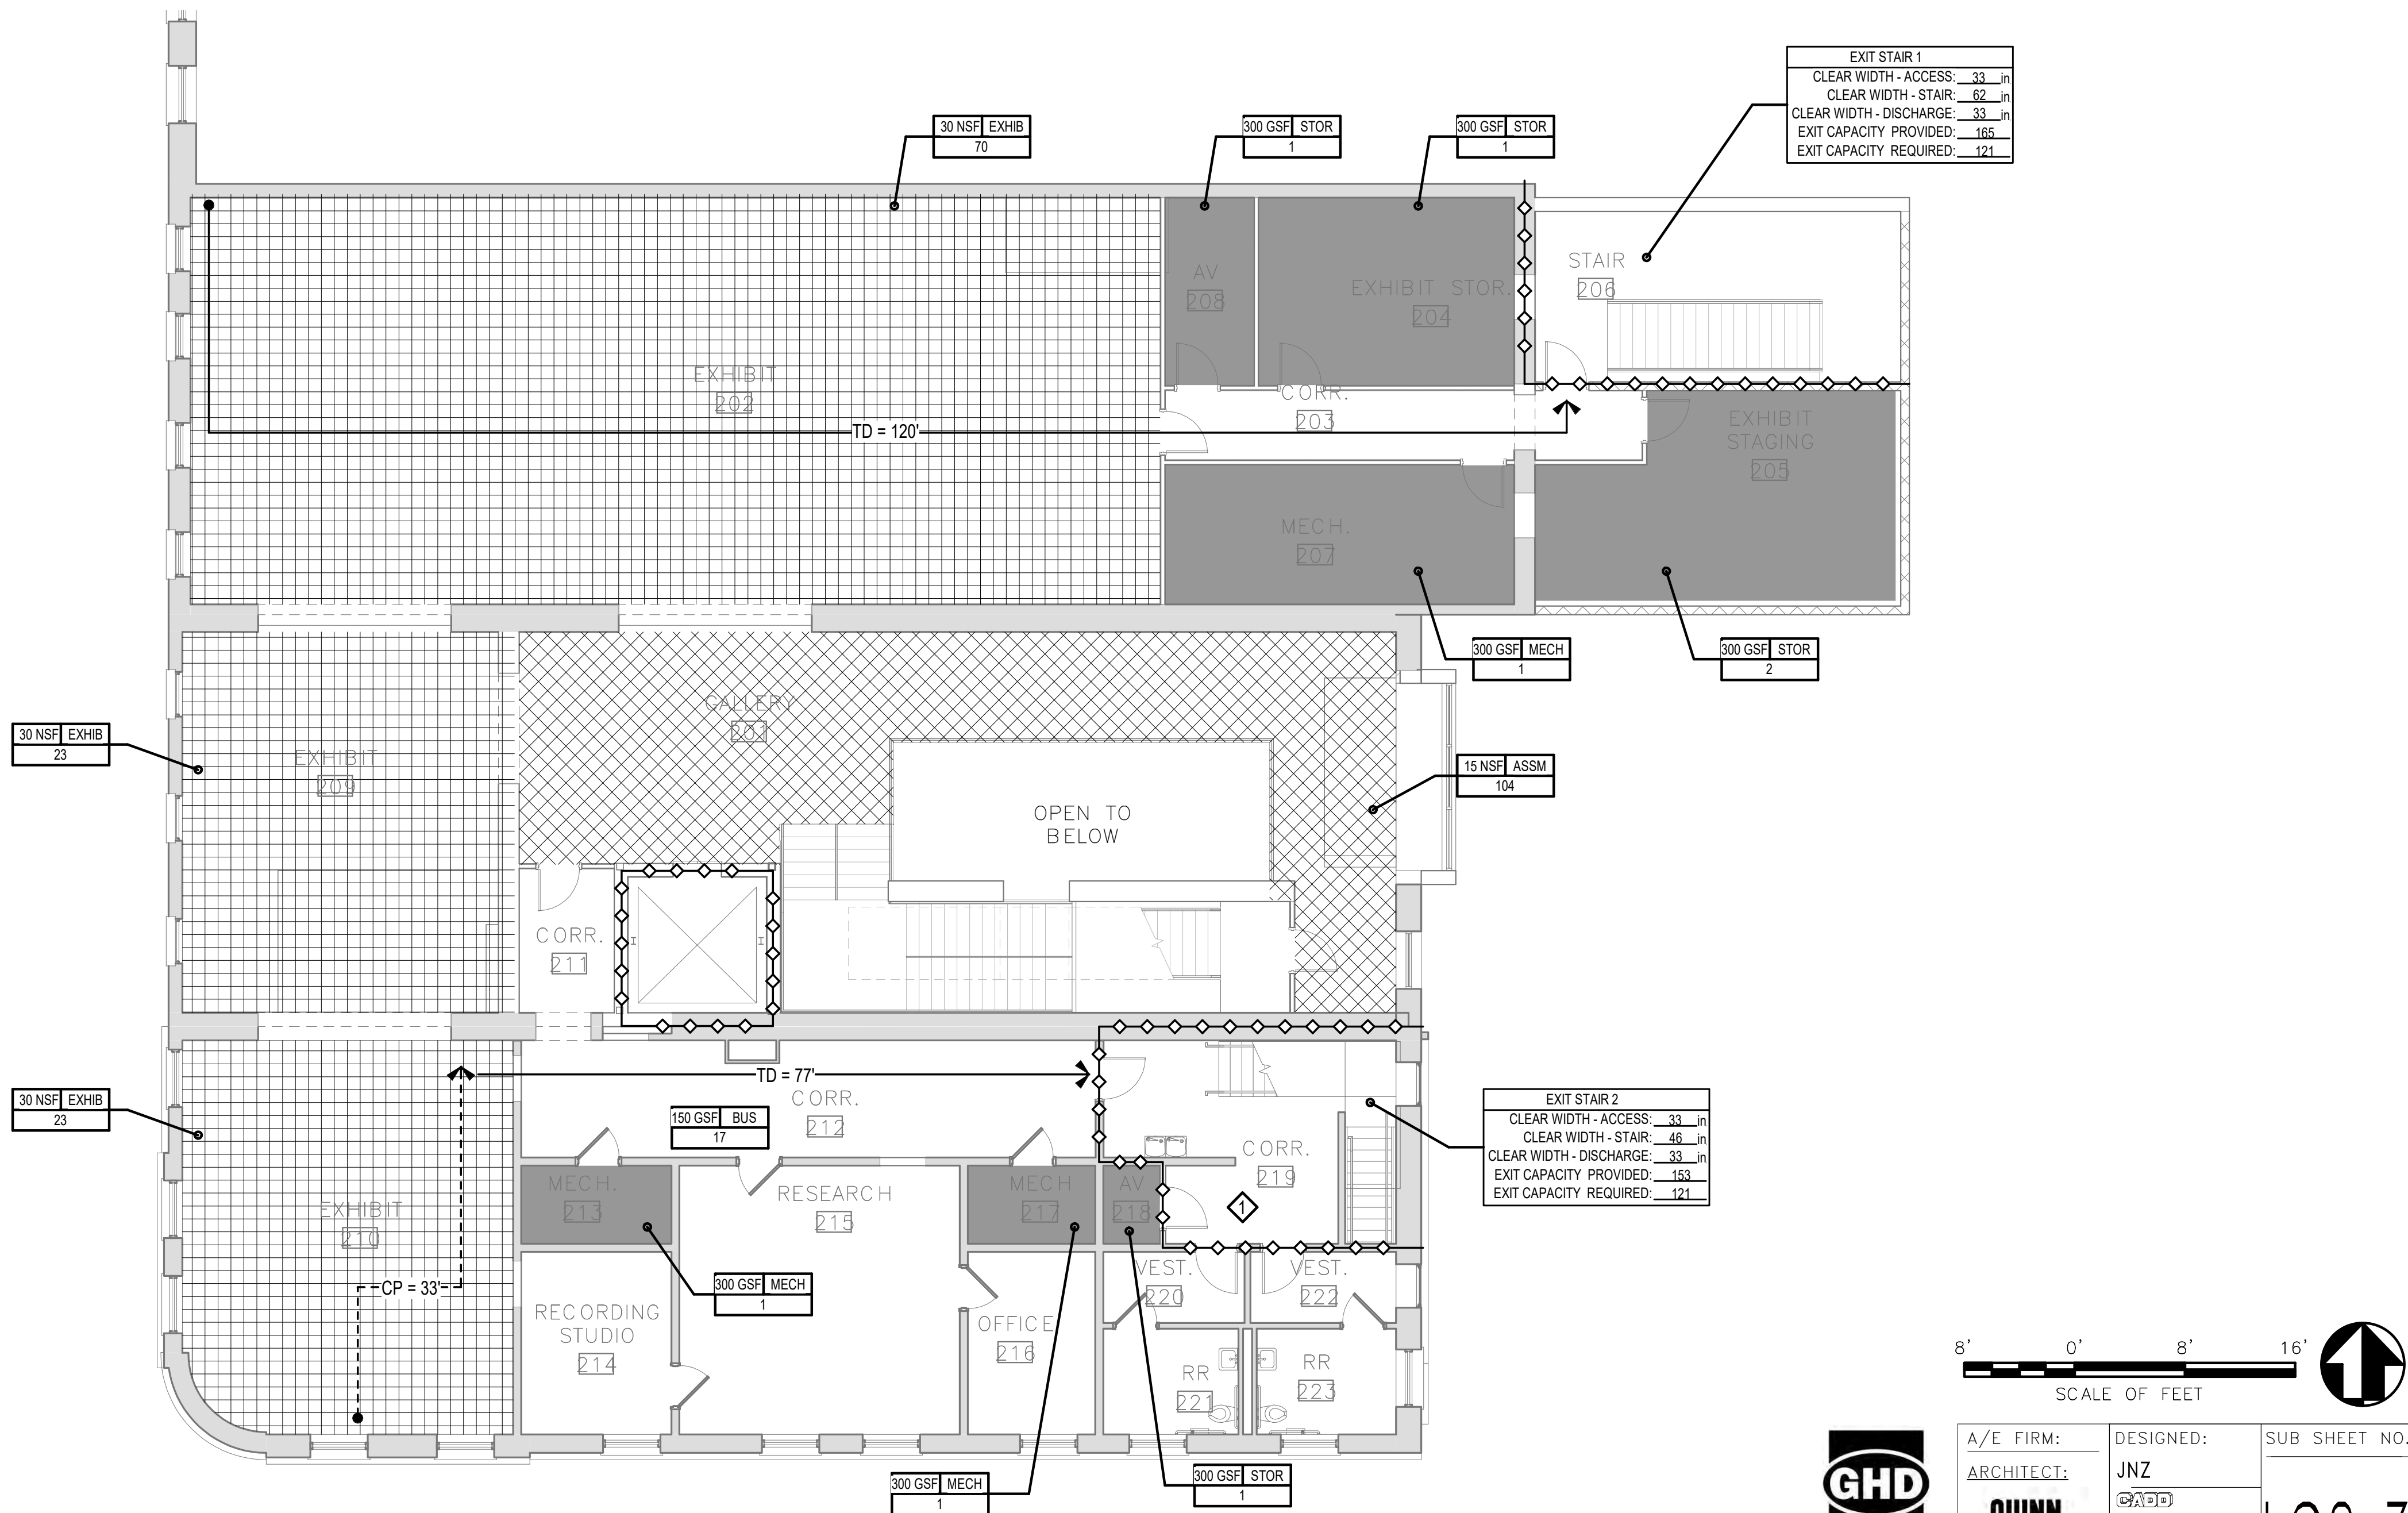 EXIT STAIR 1
CLEAR WIDTH - ACCESS: 33 in
CLEAR WIDTH - STAIR: 62 in
CLEAR WIDTH - DISCHARGE: 33 in
EXIT CAPACITY PROVIDED: 165
EXIT CAPACITY REQUIRED: 121
30 NSF EXHIB
70
300 GSF STOR
1
300 GSF STOR
1
STAIR
206
AV
208
EXHIBIT STOR.
204
EXHIBIT
202
CORR.
203
TD = 120'
EXHIBIT
STAGING
205
MECH.
207
300 GSF MECH
1
300 GSF STOR
2
GALLERY
201
30 NSF EXHIB
23
EXHIBIT
209
15 NSF ASSM
104
OPEN TO
BELOW
CORR.
211
TD = 77'
CORR.
212
30 NSF EXHIB
23
150 GSF BUS
17
EXIT STAIR 2
CLEAR WIDTH - ACCESS: 33 in
CLEAR WIDTH - STAIR: 46 in
CLEAR WIDTH - DISCHARGE: 33 in
EXIT CAPACITY PROVIDED: 153
EXIT CAPACITY REQUIRED: 121
CORR.
219
1
MECH.
213
RESEARCH
215
MECH
217
AV
218
EXHIBIT
210
CP = 33'
300 GSF MECH
1
VEST.
220
VEST.
222
RECORDING
STUDIO
214
OFFICE
216
RR
221
RR
223
300 GSF MECH
1
300 GSF STOR
1
8' 0' 8' 16'
SCALE OF FEET
GHD
A/E FIRM:
ARCHITECT:
QUINN
DESIGNED:
JNZ
CADD
SUB SHEET NO.